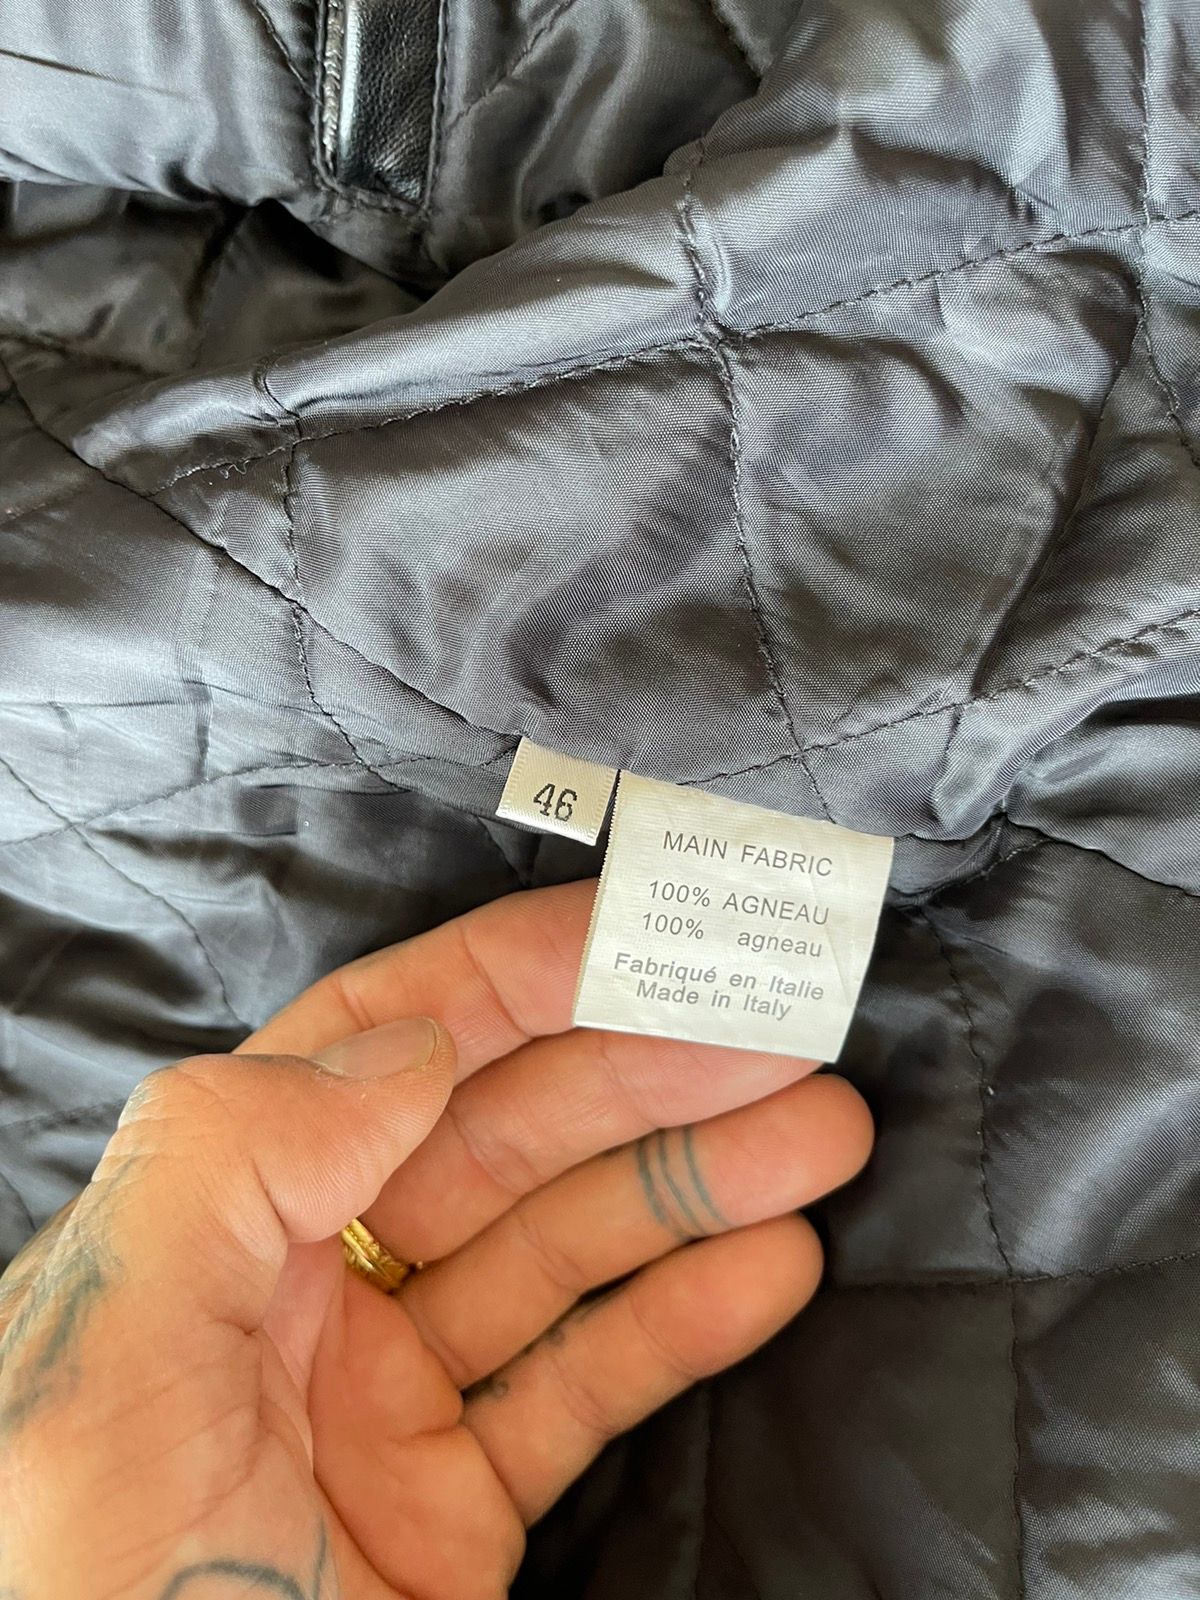 46
MAIN FABRIC
100% AGNEAU
100% agneau
Fabriqué en Italie
Made in Italy